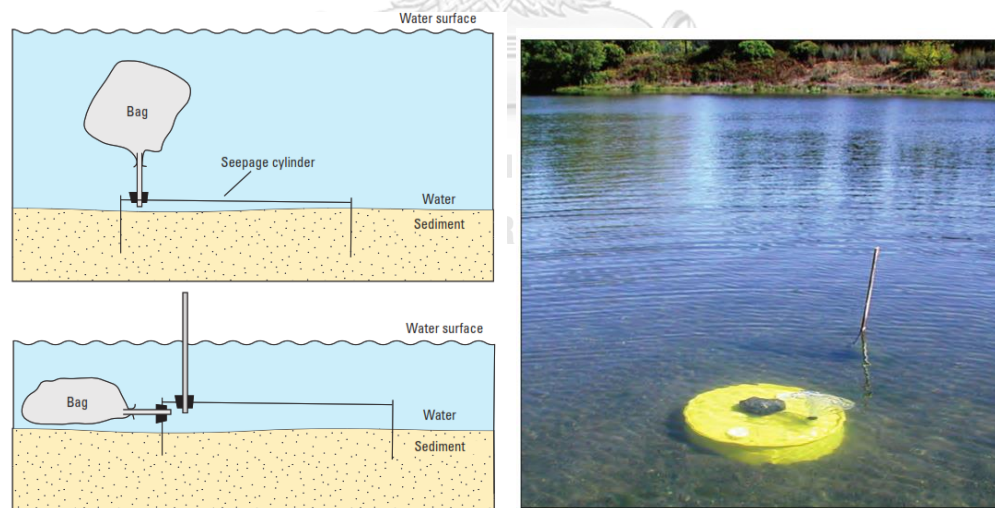 Water surface
Bag
Seepage cylinder
Water
Sediment
Water surface
Bag
Water
Sediment